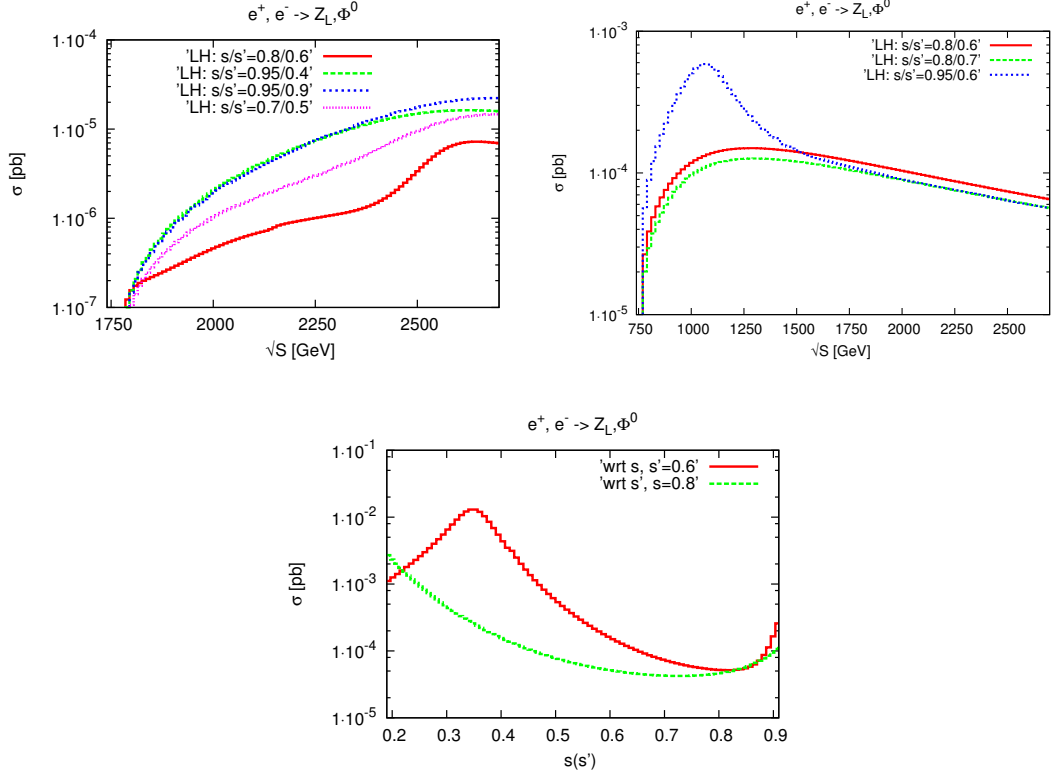 e⁺, e⁻ -> Z_L,Φ⁰
1·10⁻⁴
1·10⁻⁵
1·10⁻⁶
1·10⁻⁷
σ [pb]
'LH: s/s'=0.8/0.6'
'LH: s/s'=0.95/0.4'
'LH: s/s'=0.95/0.9'
'LH: s/s'=0.7/0.5'
1750 2000 2250 2500
√S [GeV]
e⁺, e⁻ -> Z_L,Φ⁰
1·10⁻³
1·10⁻⁴
1·10⁻⁵
σ [pb]
'LH: s/s'=0.8/0.6'
'LH: s/s'=0.8/0.7'
'LH: s/s'=0.95/0.6'
750 1000 1250 1500 1750 2000 2250 2500
√S [GeV]
e⁺, e⁻ -> Z_L,Φ⁰
1·10⁻¹
1·10⁻²
1·10⁻³
1·10⁻⁴
1·10⁻⁵
σ [pb]
'wrt s, s'=0.6'
'wrt s', s=0.8'
0.2 0.3 0.4 0.5 0.6 0.7 0.8 0.9
s(s')